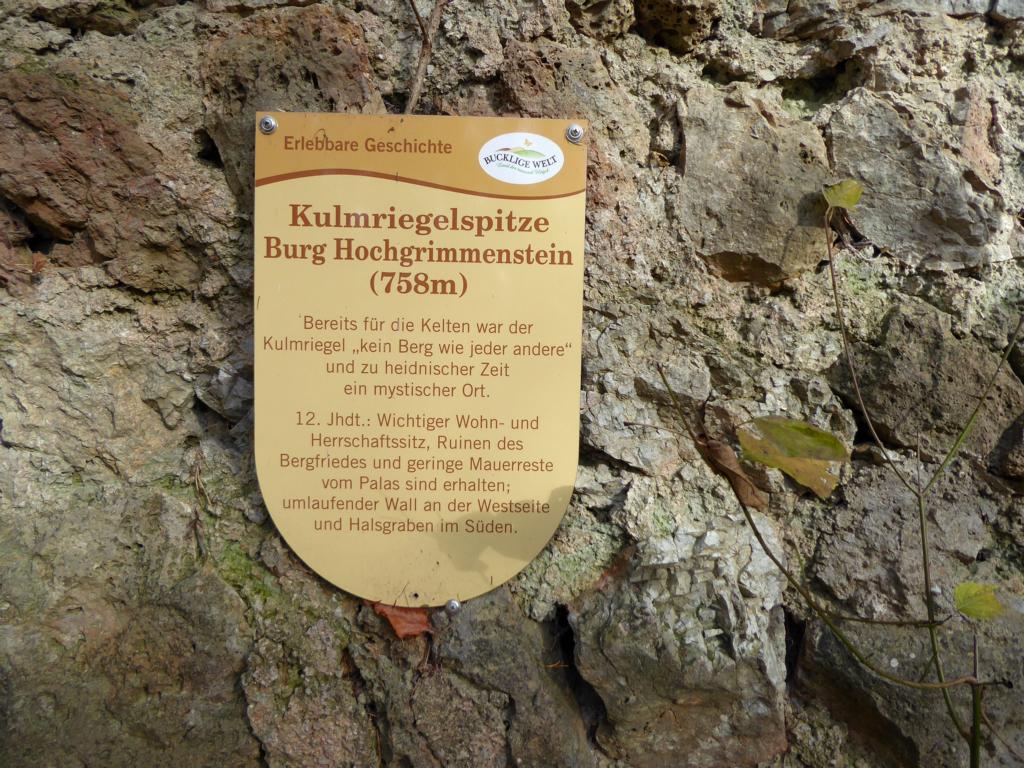 Erlebbare Geschichte
BUCKLIGE WELT
Kulmriegelspitze
Burg Hochgrimmenstein
(758m)
Bereits für die Kelten war der
Kulmriegel „kein Berg wie jeder andere“
und zu heidnischer Zeit
ein mystischer Ort.
12. Jhdt.: Wichtiger Wohn- und
Herrschaftssitz, Ruinen des
Bergfriedes und geringe Mauerreste
vom Palas sind erhalten;
umlaufender Wall an der Westseite
und Halsgraben im Süden.